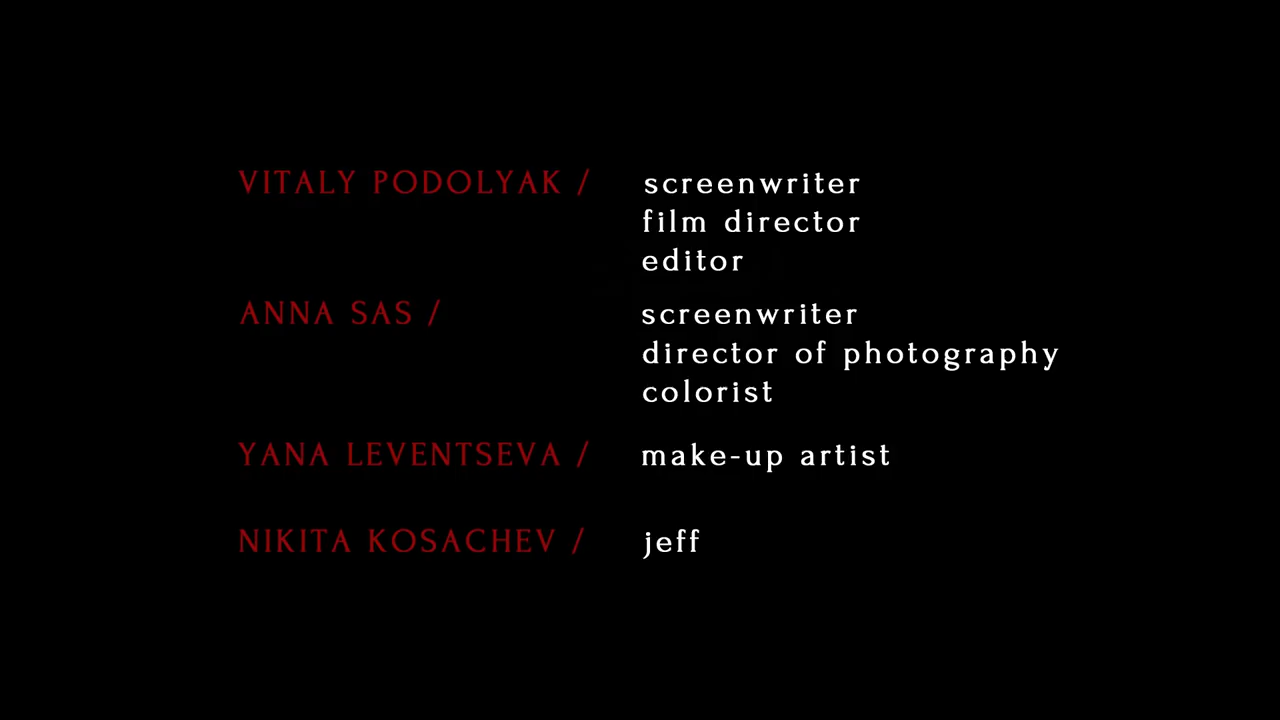 VITALY PODOLYAK / screenwriter
film director
editor
ANNA SAS / screenwriter
director of photography
colorist
YANA LEVENTSEVA / make-up artist
NIKITA KOSACHEV / jeff